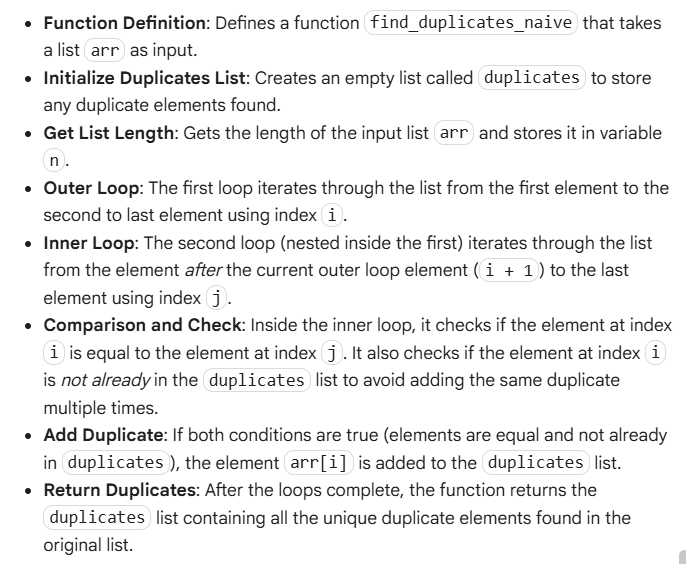 • Function Definition: Defines a function find_duplicates_naive that takes
a list arr as input.
• Initialize Duplicates List: Creates an empty list called duplicates to store
any duplicate elements found.
• Get List Length: Gets the length of the input list arr and stores it in variable
n.
• Outer Loop: The first loop iterates through the list from the first element to the
second to last element using index i.
• Inner Loop: The second loop (nested inside the first) iterates through the list
from the element after the current outer loop element (i + 1) to the last
element using index j.
• Comparison and Check: Inside the inner loop, it checks if the element at index
i is equal to the element at index j. It also checks if the element at index i
is not already in the duplicates list to avoid adding the same duplicate
multiple times.
• Add Duplicate: If both conditions are true (elements are equal and not already
in duplicates), the element arr[i] is added to the duplicates list.
• Return Duplicates: After the loops complete, the function returns the
duplicates list containing all the unique duplicate elements found in the
original list.